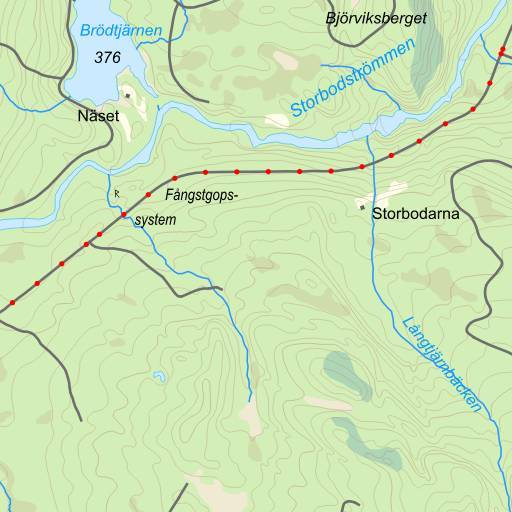 Björviksberget
Brödtjärnen
376
Storbodströmmen
Näset
R
Fångstgops-
system
Storbodarna
Långtjärnbäcken